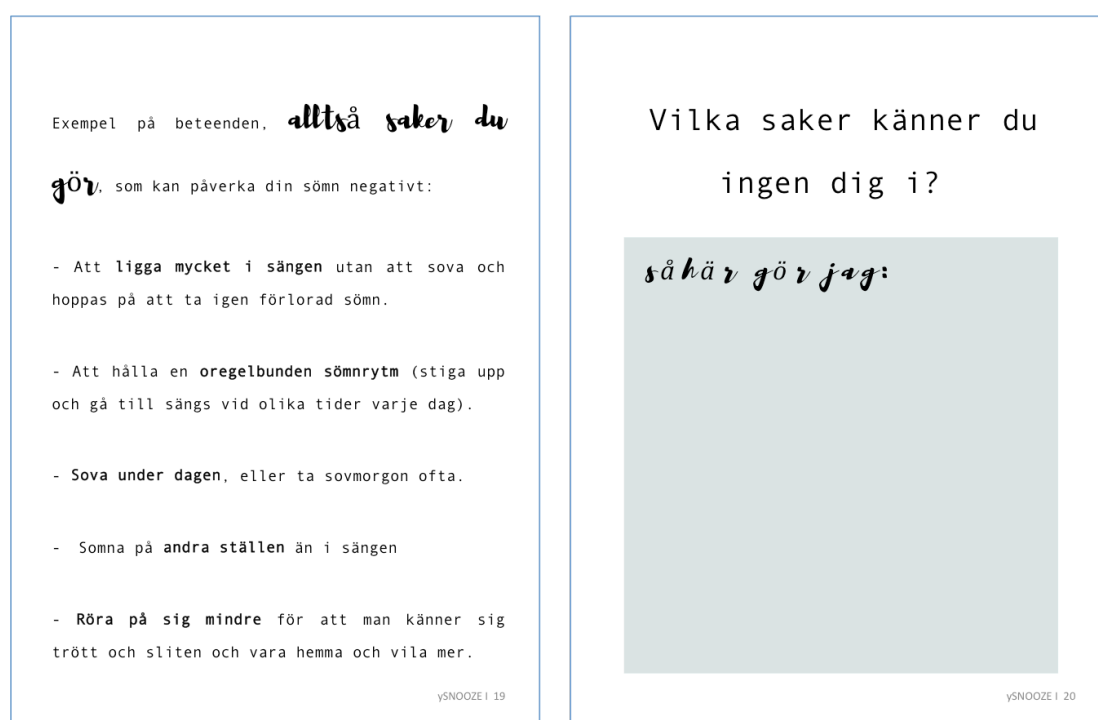 Exempel på beteenden, alltså saker du
gör, som kan påverka din sömn negativt:
- Att ligga mycket i sängen utan att sova och
hoppas på att ta igen förlorad sömn.
- Att hålla en oregelbunden sömnrytm (stiga upp
och gå till sängs vid olika tider varje dag).
- Sova under dagen, eller ta sovmorgon ofta.
- Somna på andra ställen än i sängen
- Röra på sig mindre för att man känner sig
trött och sliten och vara hemma och vila mer.
ySNOOZE I 19
Vilka saker känner du
ingen dig i?
såhär gör jag:
ySNOOZE I 20